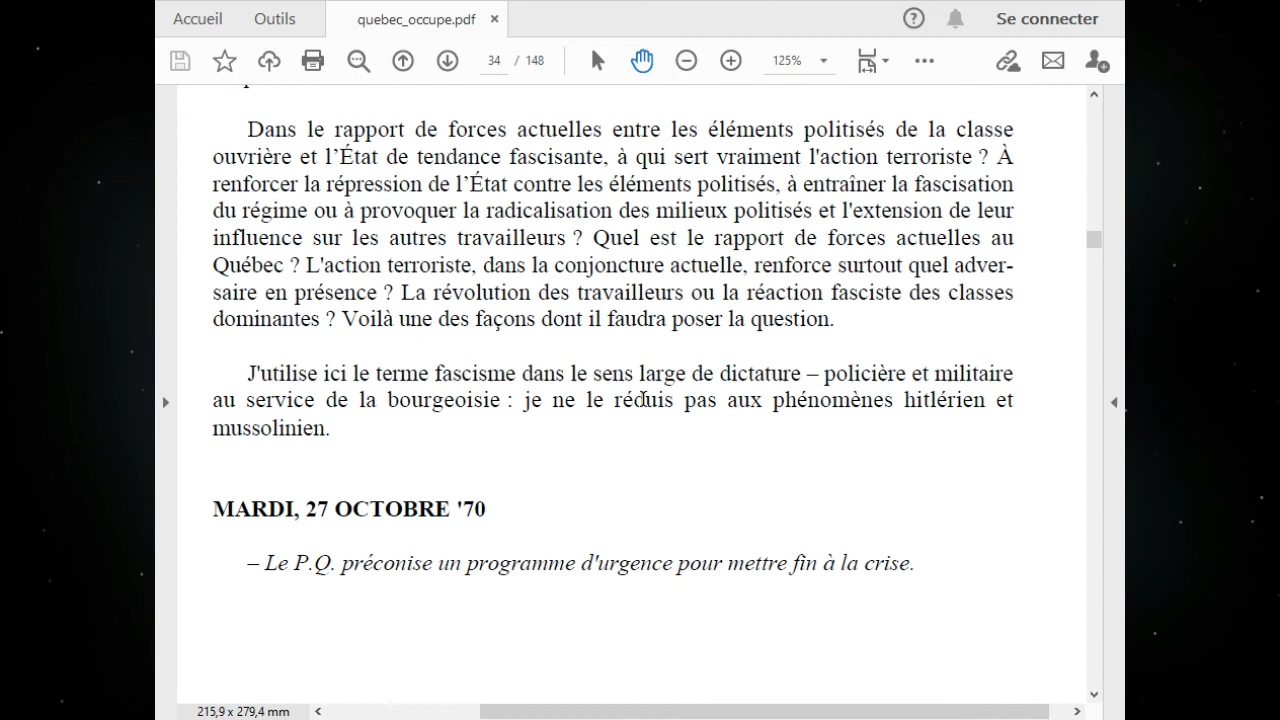 Accueil Outils quebec_occupe.pdf × ? Se connecter
34 / 148 125%
Dans le rapport de forces actuelles entre les éléments politisés de la classe
ouvrière et l’État de tendance fascisante, à qui sert vraiment l'action terroriste ? À
renforcer la répression de l’État contre les éléments politisés, à entraîner la fascisation
du régime ou à provoquer la radicalisation des milieux politisés et l'extension de leur
influence sur les autres travailleurs ? Quel est le rapport de forces actuelles au
Québec ? L'action terroriste, dans la conjoncture actuelle, renforce surtout quel adver-
saire en présence ? La révolution des travailleurs ou la réaction fasciste des classes
dominantes ? Voilà une des façons dont il faudra poser la question.
J'utilise ici le terme fascisme dans le sens large de dictature – policière et militaire
au service de la bourgeoisie : je ne le réduis pas aux phénomènes hitlérien et
mussolinien.
MARDI, 27 OCTOBRE '70
– Le P.Q. préconise un programme d'urgence pour mettre fin à la crise.
215,9 x 279,4 mm